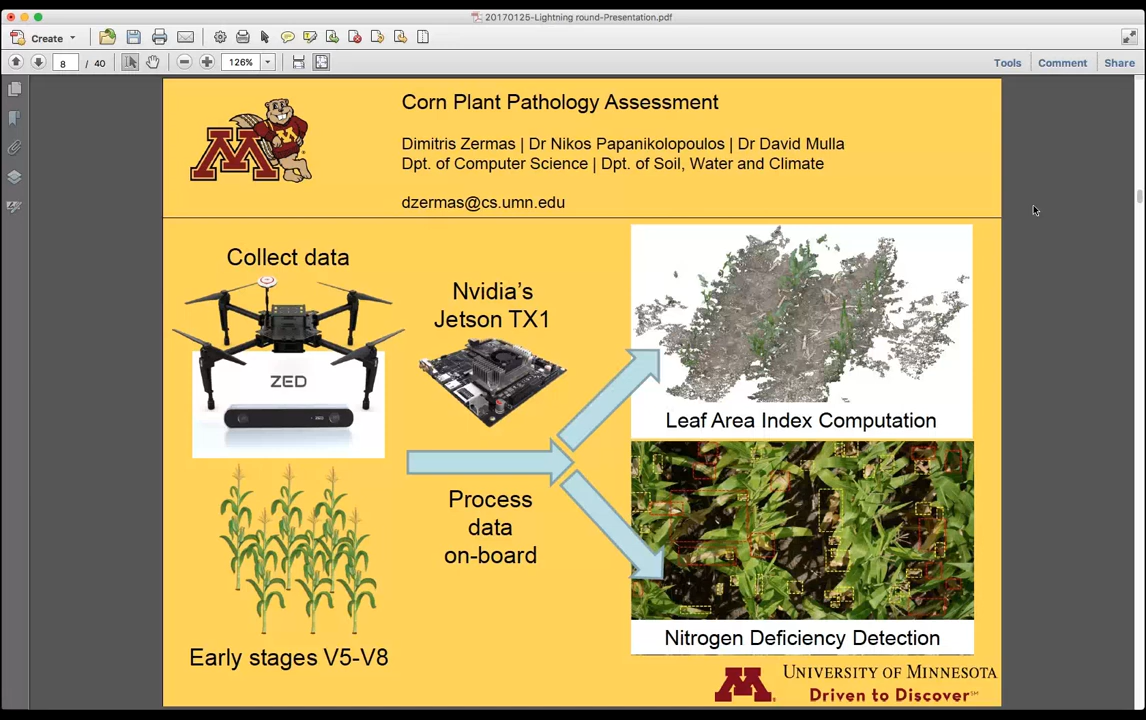 20170125-Lightning round-Presentation.pdf
Create
8 / 40
126%
Tools
Comment
Share
Corn Plant Pathology Assessment
Dimitris Zermas | Dr Nikos Papanikolopoulos | Dr David Mulla
Dpt. of Computer Science | Dpt. of Soil, Water and Climate
dzermas@cs.umn.edu
Collect data
ZED
Nvidia's
Jetson TX1
Process
data
on-board
Early stages V5-V8
Leaf Area Index Computation
Nitrogen Deficiency Detection
M
UNIVERSITY OF MINNESOTA
Driven to Discover℠